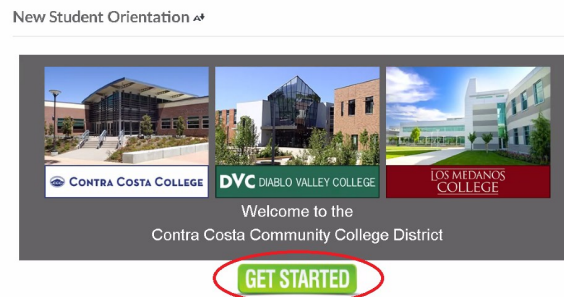 New Student Orientation
CONTRA COSTA COLLEGE
DVC DIABLO VALLEY COLLEGE
LOS MEDANOS
COLLEGE
Welcome to the
Contra Costa Community College District
GET STARTED